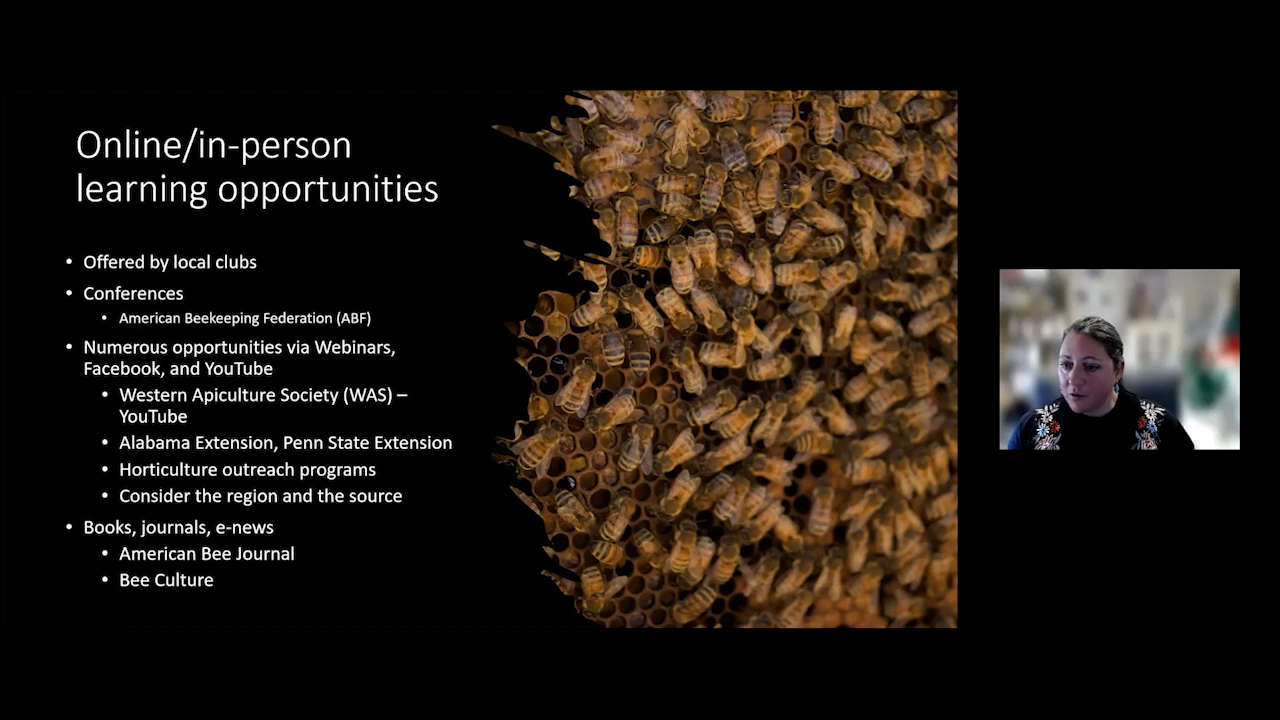 Online/in-person
learning opportunities
• Offered by local clubs
• Conferences
• American Beekeeping Federation (ABF)
• Numerous opportunities via Webinars,
Facebook, and YouTube
• Western Apiculture Society (WAS) –
YouTube
• Alabama Extension, Penn State Extension
• Horticulture outreach programs
• Consider the region and the source
• Books, journals, e-news
• American Bee Journal
• Bee Culture